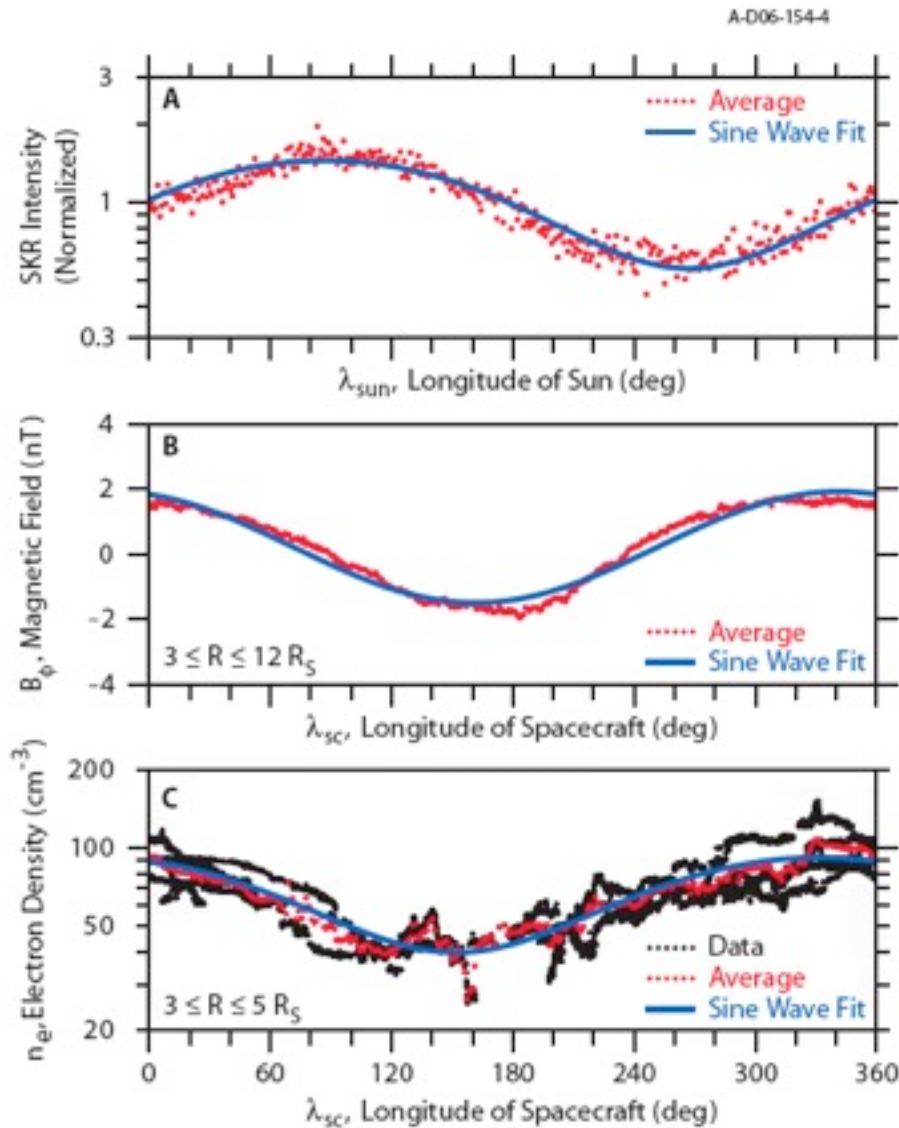 A-D06-154-4
3
A
Average
Sine Wave Fit
SKR Intensity
(Normalized)
1
0.3
λsun, Longitude of Sun (deg)
4
B
Bϕ, Magnetic Field (nT)
2
0
-2
Average
Sine Wave Fit
3 ≤ R ≤ 12 RS
-4
λsc, Longitude of Spacecraft (deg)
200
C
ne, Electron Density (cm-3)
100
50
Data
Average
Sine Wave Fit
3 ≤ R ≤ 5 RS
20
0 60 120 180 240 300 360
λsc, Longitude of Spacecraft (deg)